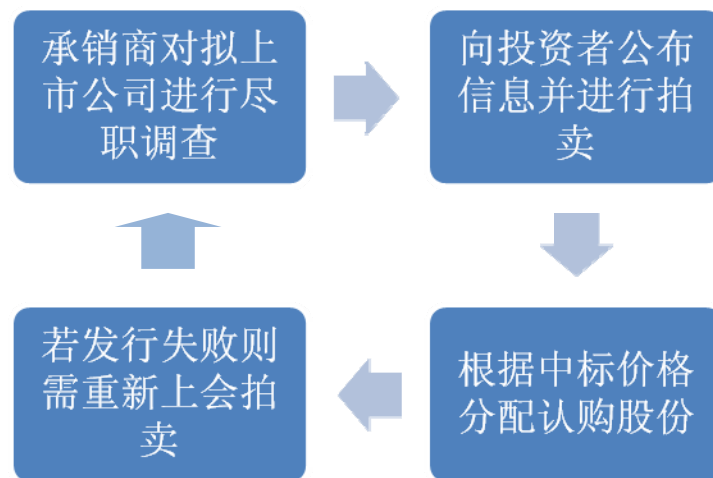 承销商对拟上
市公司进行尽
职调查
向投资者公布
信息并进行拍
卖
根据中标价格
分配认购股份
若发行失败则
需重新上会拍
卖